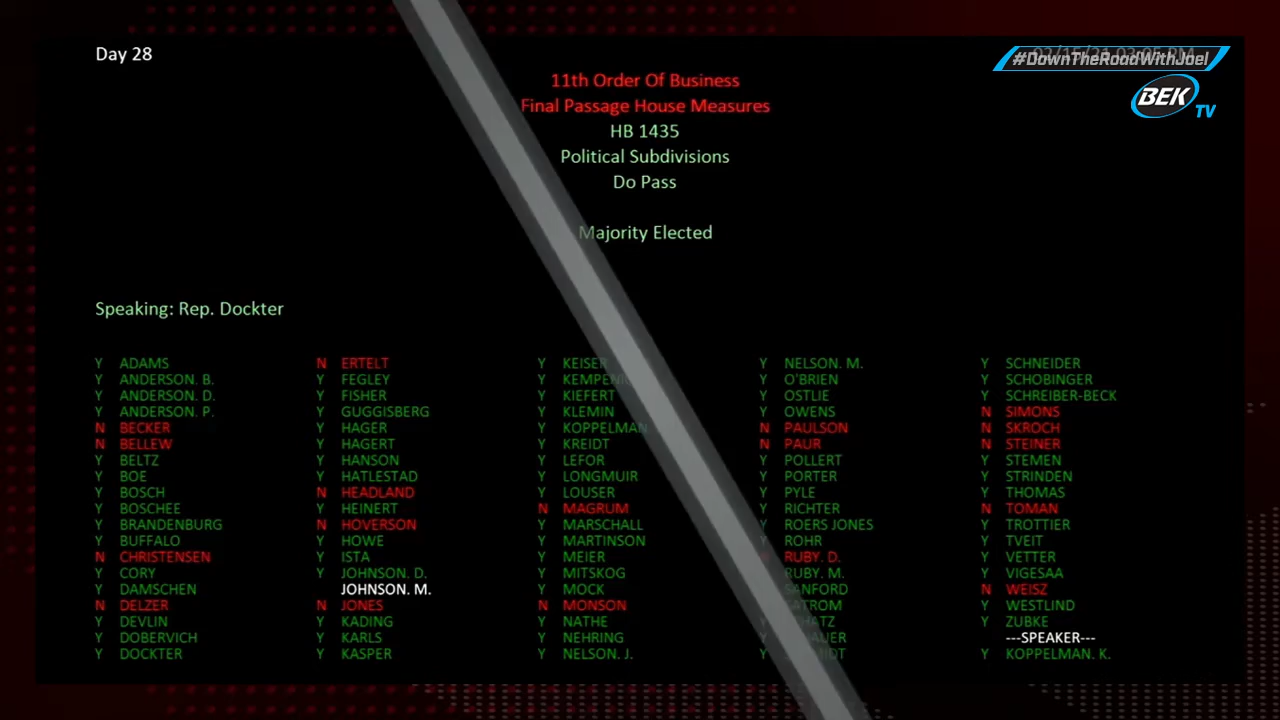 Day 28
#DownTheRoadWithJoel
BEK TV
11th Order Of Business
Final Passage House Measures
HB 1435
Political Subdivisions
Do Pass
Majority Elected
Speaking: Rep. Dockter
Y ADAMS
Y ANDERSON. B.
Y ANDERSON. D.
Y ANDERSON. P.
N BECKER
N BELLEW
Y BELTZ
Y BOE
Y BOSCH
Y BOSCHEE
Y BRANDENBURG
Y BUFFALO
N CHRISTENSEN
Y CORY
Y DAMSCHEN
N DELZER
Y DEVLIN
Y DOBERVICH
Y DOCKTER
N ERTELT
Y FEGLEY
Y FISHER
Y GUGGISBERG
Y HAGER
Y HAGERT
Y HANSON
Y HATLESTAD
N HEADLAND
Y HEINERT
N HOVERSON
Y HOWE
Y ISTA
Y JOHNSON. D.
JOHNSON. M.
N JONES
Y KADING
Y KARLS
Y KASPER
Y KEISER
Y
Y KIEFERT
Y KLEMIN
Y KOPPELMAN
Y KREIDT
Y LEFOR
Y LONGMUIR
Y LOUSER
N MAGRUM
Y MARSCHALL
Y MARTINSON
Y MEIER
Y MITSKOG
Y MOCK
N MONSON
Y NATHE
Y NEHRING
Y NELSON. J.
Y NELSON. M.
Y O'BRIEN
Y OSTLIE
Y OWENS
N PAULSON
N PAUR
Y POLLERT
Y PORTER
Y PYLE
Y RICHTER
Y ROERS JONES
Y ROHR
N RUBY. D.
RUBY. M.
SANFORD
Y SCHNEIDER
Y SCHOBINGER
Y SCHREIBER-BECK
N SIMONS
N SKROCH
N STEINER
Y STEMEN
Y STRINDEN
Y THOMAS
N TOMAN
Y TROTTIER
Y TVEIT
Y VETTER
Y VIGESAA
N WEISZ
Y WESTLIND
Y ZUBKE
---SPEAKER---
Y KOPPELMAN. K.